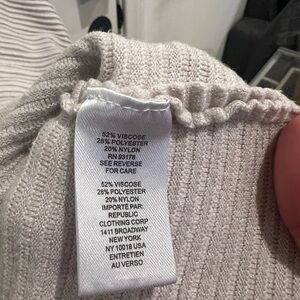 52% VISCOSE
28% POLYESTER
20% NYLON
RN 93178
SEE REVERSE
FOR CARE
52% VISCOSE
28% POLYESTER
20% NYLON
IMPORTÉ PAR:
REPUBLIC
CLOTHING CORP
1411 BROADWAY
NEW YORK
NY 10018 USA
ENTRETIEN
AU VERSO